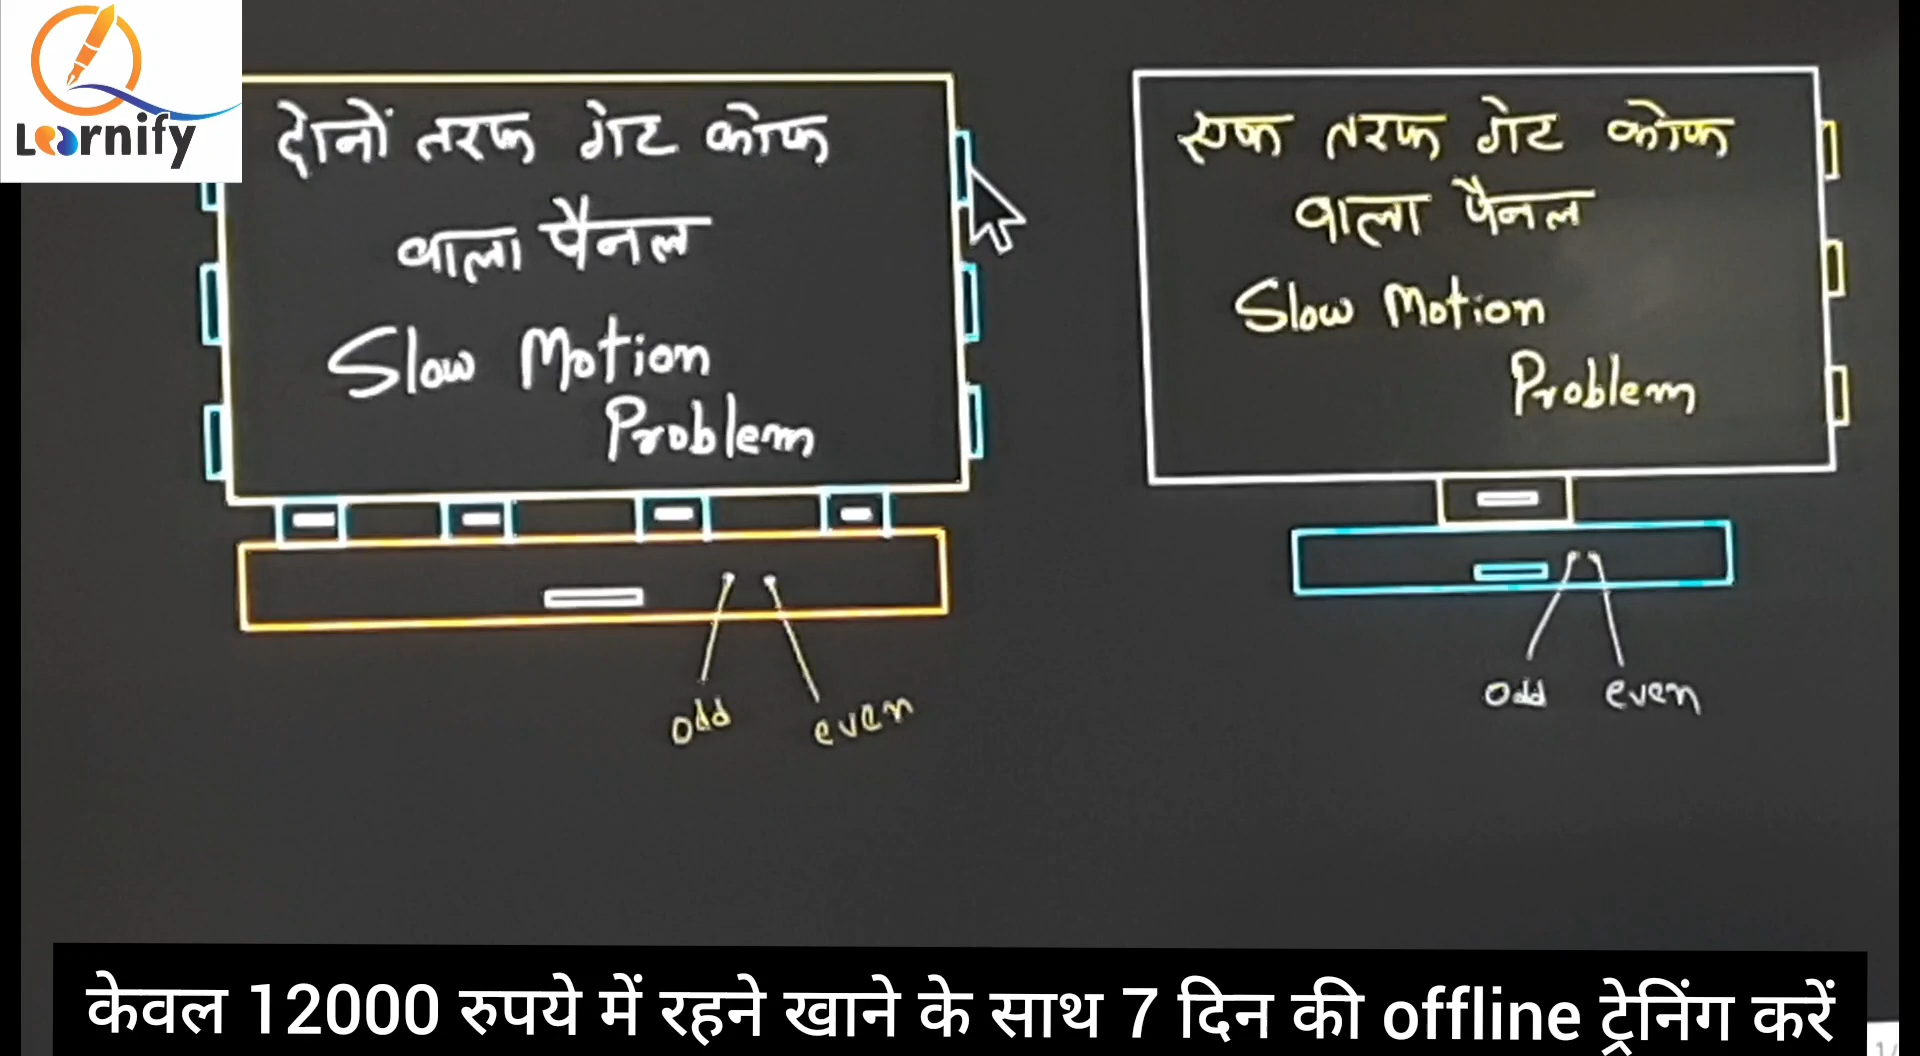 Learnify
दोनों तरफ गेट कोफ
वाला पैनल
Slow Motion
Problem
odd even
एक तरफ गेट कोफ
वाला पैनल
Slow Motion
Problem
odd even
केवल 12000 रुपये में रहने खाने के साथ 7 दिन की offline ट्रेनिंग करें